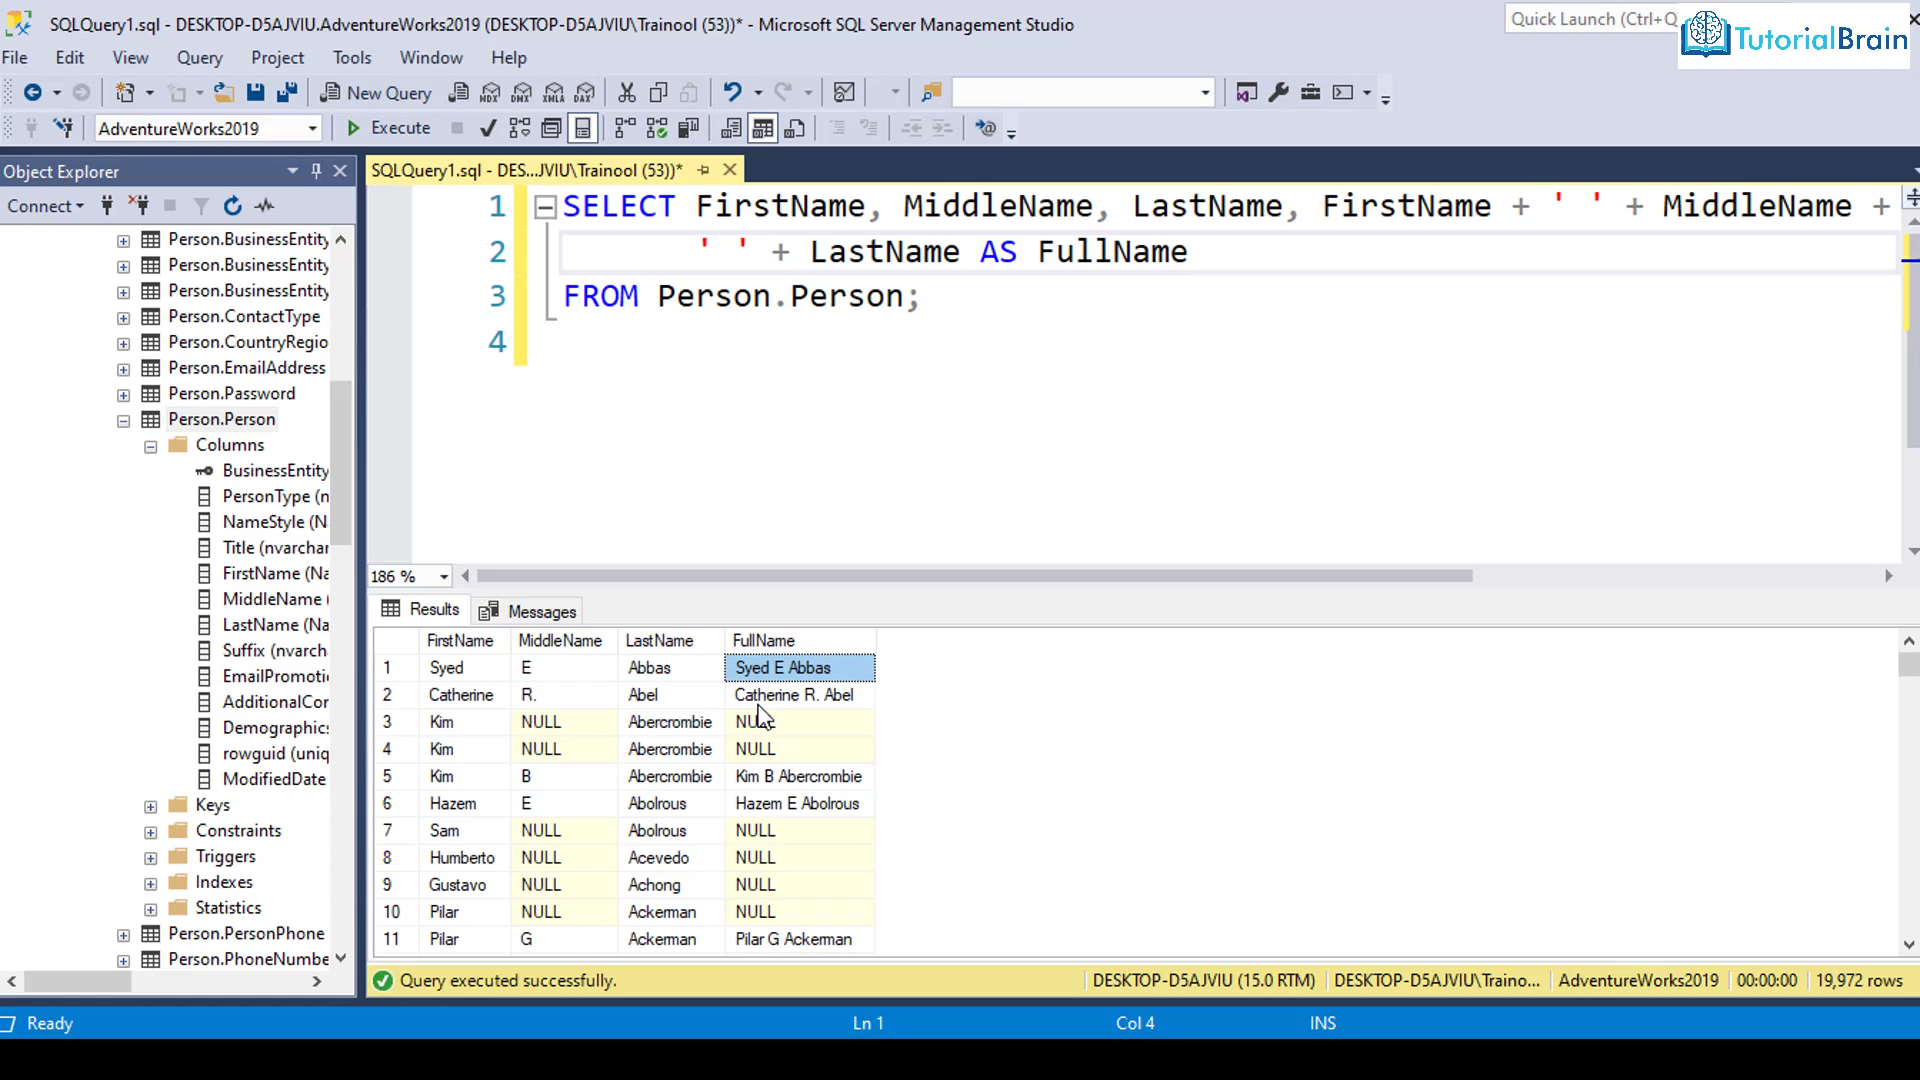 SQLQuery1.sql - DESKTOP-D5AJVIU.AdventureWorks2019 (DESKTOP-D5AJVIU\Trainool (53))* - Microsoft SQL Server Management Studio
Quick Launch (Ctrl+Q
TutorialBrain
File Edit View Query Project Tools Window Help
New Query
MDX DMX XMLA DAX
AdventureWorks2019 Execute
Object Explorer
SQLQuery1.sql - DES...JVIU\Trainool (53))*
Connect
Person.BusinessEntity
Person.BusinessEntity
Person.BusinessEntity
Person.ContactType
Person.CountryRegio
Person.EmailAddress
Person.Password
Person.Person
Columns
BusinessEntity
PersonType (n
NameStyle (N
Title (nvarchar
FirstName (Na
MiddleName (
LastName (Na
Suffix (nvarch
EmailPromoti
AdditionalCor
Demographics
rowguid (uniq
ModifiedDate
Keys
Constraints
Triggers
Indexes
Statistics
Person.PersonPhone
Person.PhoneNumbe
1 SELECT FirstName, MiddleName, LastName, FirstName + ' ' + MiddleName +
2 ' ' + LastName AS FullName
3 FROM Person.Person;
4
186 %
Results Messages
FirstName MiddleName LastName FullName
1 Syed E Abbas Syed E Abbas
2 Catherine R. Abel Catherine R. Abel
3 Kim NULL Abercrombie NULL
4 Kim NULL Abercrombie NULL
5 Kim B Abercrombie Kim B Abercrombie
6 Hazem E Abolrous Hazem E Abolrous
7 Sam NULL Abolrous NULL
8 Humberto NULL Acevedo NULL
9 Gustavo NULL Achong NULL
10 Pilar NULL Ackerman NULL
11 Pilar G Ackerman Pilar G Ackerman
Query executed successfully. DESKTOP-D5AJVIU (15.0 RTM) DESKTOP-D5AJVIU\Traino... AdventureWorks2019 00:00:00 19,972 rows
Ready Ln 1 Col 4 INS